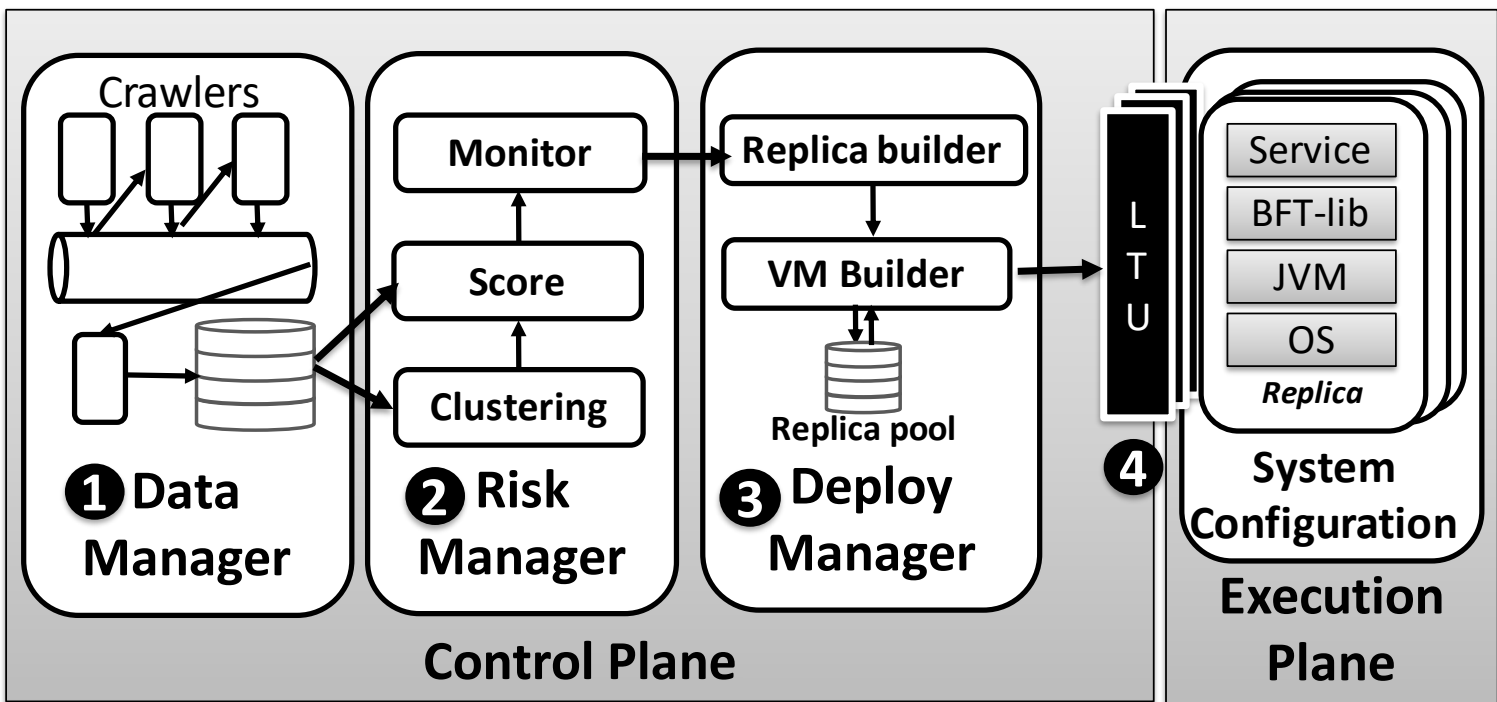 Crawlers
1 Data
Manager
Monitor
Score
Clustering
2 Risk
Manager
Replica builder
VM Builder
Replica pool
3 Deploy
Manager
Control Plane
L
T
U
4
Service
BFT-lib
JVM
OS
Replica
System
Configuration
Execution
Plane